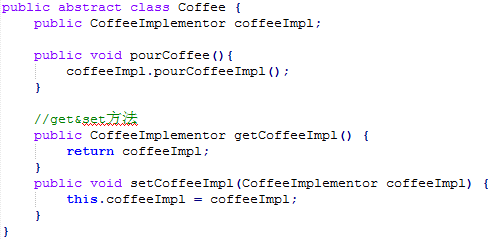 public abstract class Coffee {
public CoffeeImplementor coffeeImpl;
public void pourCoffee(){
coffeeImpl.pourCoffeeImpl();
}
//get&set方法
public CoffeeImplementor getCoffeeImpl() {
return coffeeImpl;
}
public void setCoffeeImpl(CoffeeImplementor coffeeImpl) {
this.coffeeImpl = coffeeImpl;
}
}